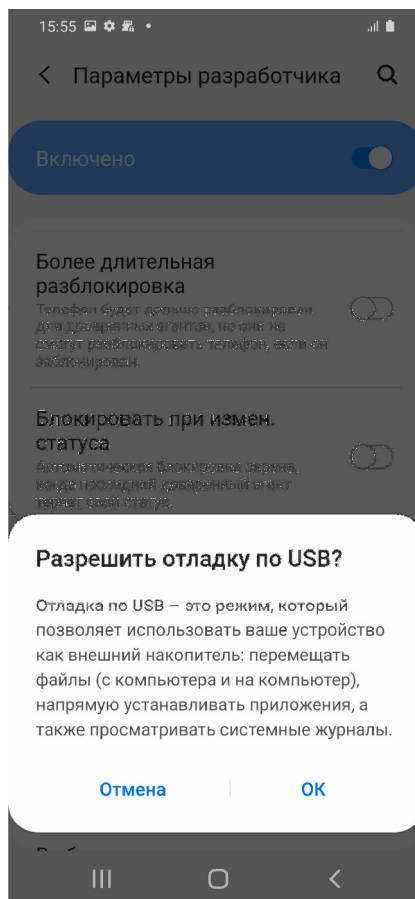 15:55
Параметры разработчика
Включено
Более длительная
разблокировка
Телефон будет дольше разблокирован
для доверенных агентов, но они не
смогут разблокировать телефон, если он
заблокирован.
Блокировать при измен.
статуса
Автоматическая блокировка экрана,
когда последний доверенный агент
теряет свой статус.
Разрешить отладку по USB?
Отладка по USB – это режим, который
позволяет использовать ваше устройство
как внешний накопитель: перемещать
файлы (с компьютера и на компьютер),
напрямую устанавливать приложения, а
также просматривать системные журналы.
Отмена
ОК